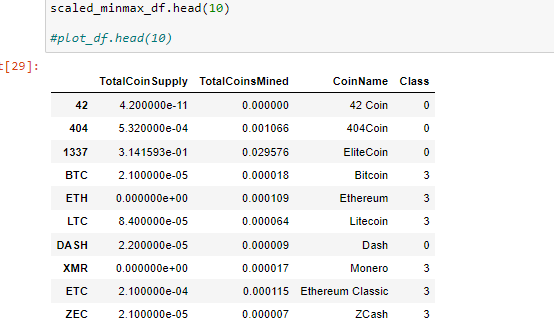 scaled_minmax_df.head(10)
#plot_df.head(10)
t[29]:
TotalCoinSupply TotalCoinsMined CoinName Class
42 4.200000e-11 0.000000 42 Coin 0
404 5.320000e-04 0.001066 404Coin 0
1337 3.141593e-01 0.029576 EliteCoin 0
BTC 2.100000e-05 0.000018 Bitcoin 3
ETH 0.000000e+00 0.000109 Ethereum 3
LTC 8.400000e-05 0.000064 Litecoin 3
DASH 2.200000e-05 0.000009 Dash 0
XMR 0.000000e+00 0.000017 Monero 3
ETC 2.100000e-04 0.000115 Ethereum Classic 3
ZEC 2.100000e-05 0.000007 ZCash 3